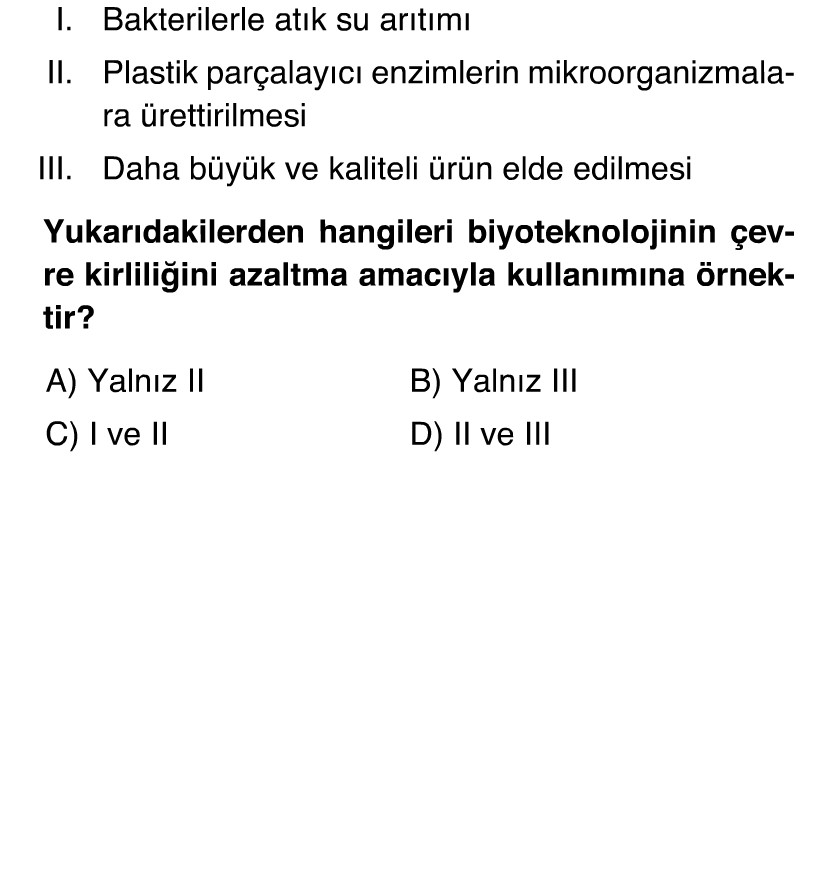 I. Bakterilerle atık su arıtımı
II. Plastik parçalayıcı enzimlerin mikroorganizmala-
ra ürettirilmesi
III. Daha büyük ve kaliteli ürün elde edilmesi
Yukarıdakilerden hangileri biyoteknolojinin çev-
re kirliliğini azaltma amacıyla kullanımına örnek-
tir?
A) Yalnız II B) Yalnız III
C) I ve II D) II ve III